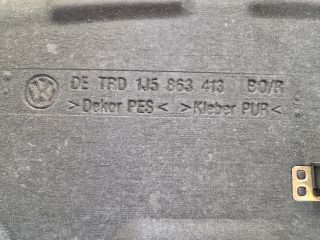 DE TRD 1J5 863 413 BO/R
>Dekor PES< >Kleber PUR<